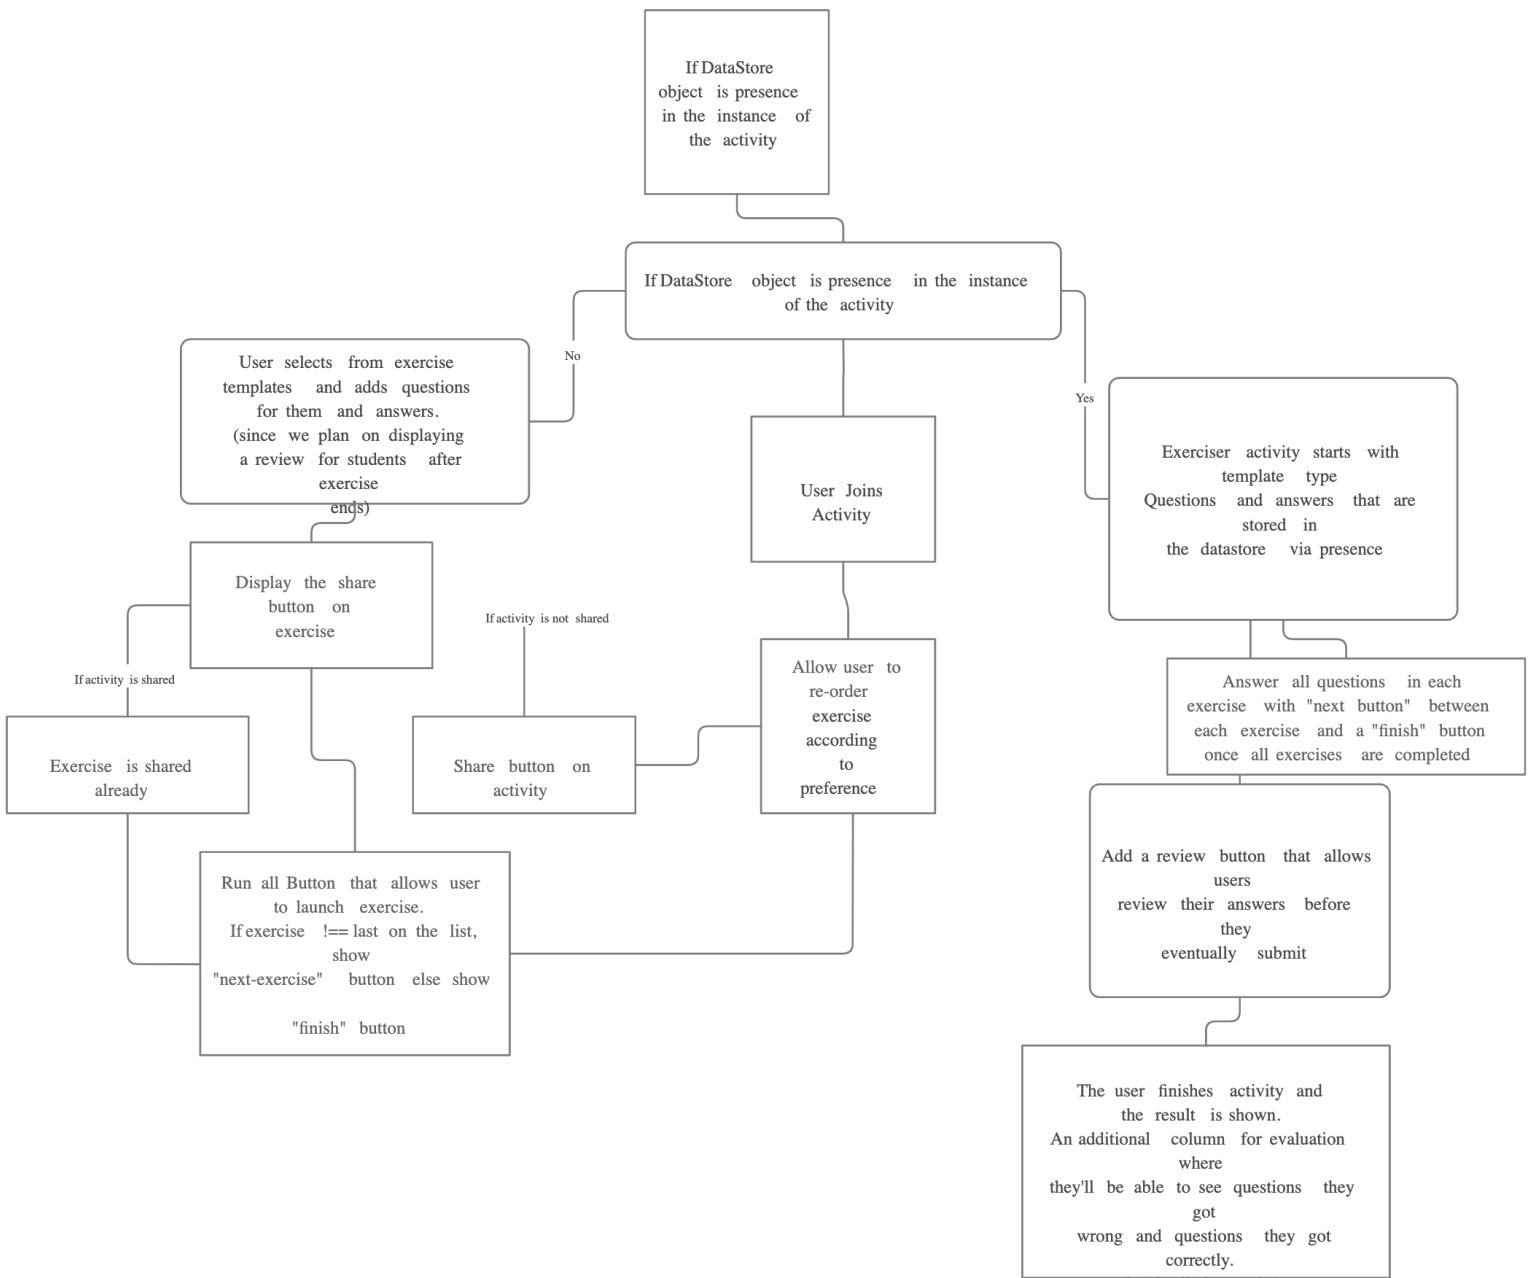 If DataStore
object is presence
in the instance of
the activity
If DataStore object is presence in the instance
of the activity
No
Yes
User selects from exercise
templates and adds questions
for them and answers.
(since we plan on displaying
a review for students after
exercise
ends)
User Joins
Activity
Exerciser activity starts with
template type
Questions and answers that are
stored in
the datastore via presence
Display the share
button on
exercise
If activity is not shared
If activity is shared
Allow user to
re-order
exercise
according
to
preference
Answer all questions in each
exercise with "next button" between
each exercise and a "finish" button
once all exercises are completed
Exercise is shared
already
Share button on
activity
Run all Button that allows user
to launch exercise.
If exercise !== last on the list,
show
"next-exercise" button else show
"finish" button
Add a review button that allows
users
review their answers before
they
eventually submit
The user finishes activity and
the result is shown.
An additional column for evaluation
where
they'll be able to see questions they
got
wrong and questions they got
correctly.